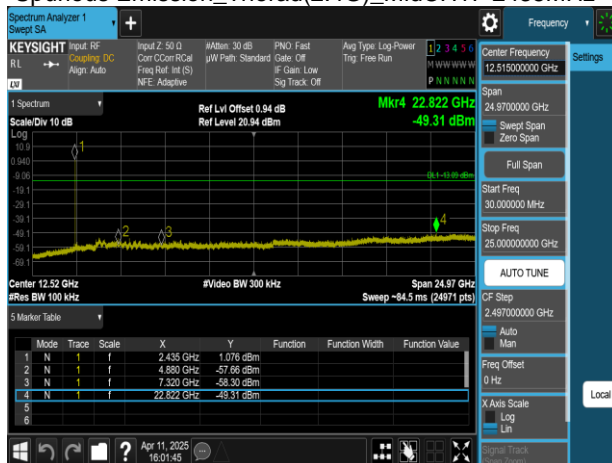 Spectrum Analyzer 1
Swept SA
+
Frequency
KEYSIGHT
RL
Input: RF
Coupling: DC
Align: Auto
Input Z: 50 Ω
Corr CCorr RCal
Freq Ref: Int (S)
NFE: Adaptive
#Atten: 30 dB
µW Path: Standard
PNO: Fast
Gate: Off
IF Gain: Low
Sig Track: Off
Avg Type: Log-Power
Trig: Free Run
1 2 3 4 5 6
M W W W W W
P N N N N N
1 Spectrum
Scale/Div 10 dB
Ref Lvl Offset 0.94 dB
Ref Level 20.94 dBm
Mkr4 22.822 GHz
-49.31 dBm
Log
10.9
0.940
-9.06
-19.1
-29.1
-39.1
-49.1
-59.1
-69.1
1
2
3
4
DL1 -13.89 dBm
Center 12.52 GHz
#Res BW 100 kHz
#Video BW 300 kHz
Span 24.97 GHz
Sweep ~84.5 ms (24971 pts)
5 Marker Table
Mode Trace Scale X Y Function Function Width Function Value
1 N 1 f 2.435 GHz 1.076 dBm
2 N 1 f 4.880 GHz -57.66 dBm
3 N 1 f 7.320 GHz -58.30 dBm
4 N 1 f 22.822 GHz -49.31 dBm
5
6
Apr 11, 2025
16:01:45
Center Frequency
12.515000000 GHz
Settings
Span
24.9700000 GHz
Swept Span
Zero Span
Full Span
Start Freq
30.000000 MHz
Stop Freq
25.000000000 GHz
AUTO TUNE
CF Step
2.497000000 GHz
Auto
Man
Freq Offset
0 Hz
X Axis Scale
Log
Lin
Local
Signal Track
(Span Zoom)